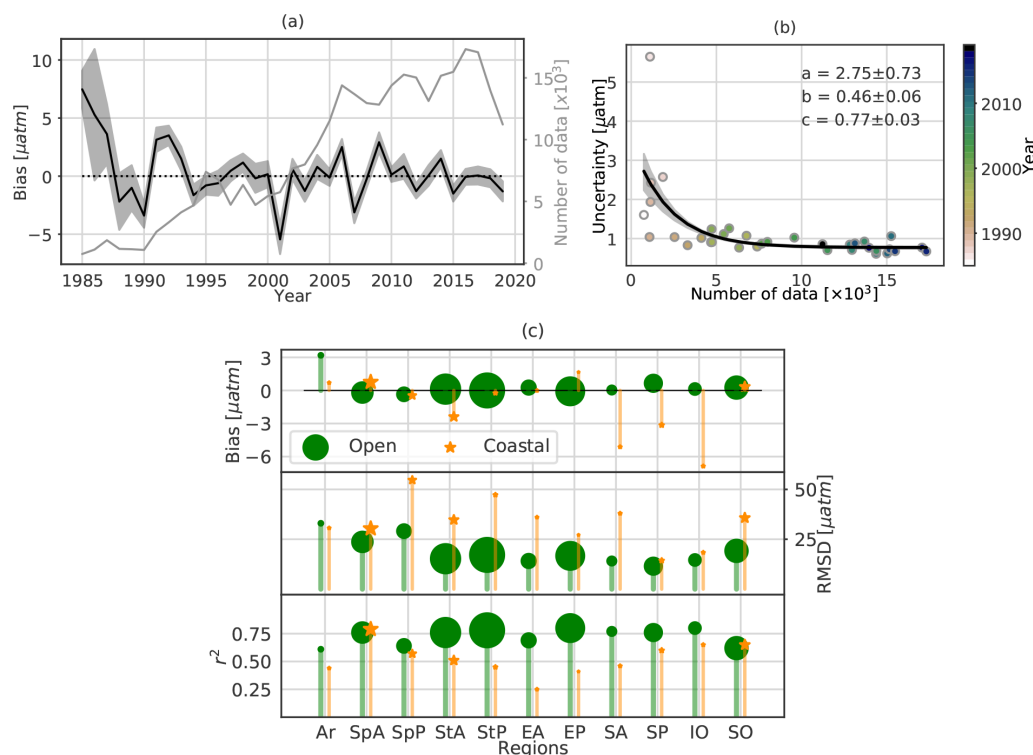 (a)
10
5
0
−5
Bias [μatm]
15
10
5
0
Number of data [x10³]
1985 1990 1995 2000 2005 2010 2015 2020
Year
(b)
a = 2.75±0.73
b = 0.46±0.06
c = 0.77±0.03
5
4
3
2
1
Uncertainty [μatm]
0 5 10 15
Number of data [×10³]
2010
2000
1990
Year
(c)
3
0
−3
−6
Bias [μatm]
Open Coastal
50
25
RMSD [μatm]
0.75
0.50
0.25
r²
Ar SpA SpP StA StP EA EP SA SP IO SO
Regions